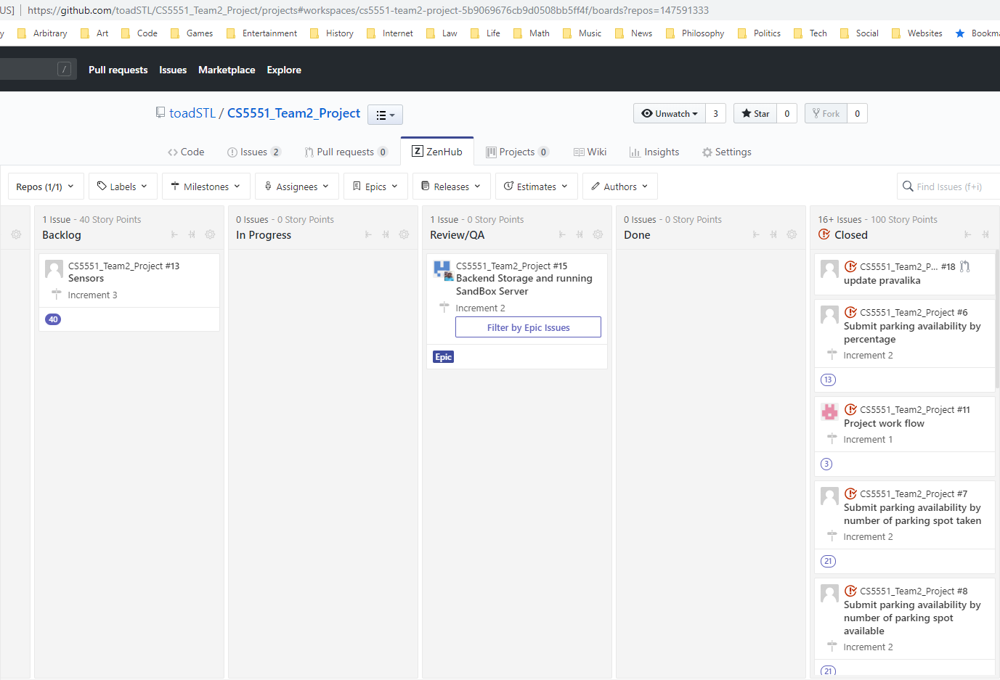 US] https://github.com/toadSTL/CS5551_Team2_Project/projects#workspaces/cs5551-team2-project-5b9069676cb9d0508bb5ff4f/boards?repos=147591333
y Arbitrary Art Code Games Entertainment History Internet Law Life Math Music News Philosophy Politics Tech Social Websites Bookma
/ Pull requests Issues Marketplace Explore
toadSTL / CS5551_Team2_Project Unwatch 3 Star 0 Fork 0
Code Issues 2 Pull requests 0 Z ZenHub Projects 0 Wiki Insights Settings
Repos (1/1) Labels Milestones Assignees Epics Releases Estimates Authors Find Issues (f+i)
1 Issue - 40 Story Points
Backlog
CS5551_Team2_Project #13
Sensors
Increment 3
40
0 Issues - 0 Story Points
In Progress
1 Issue - 0 Story Points
Review/QA
CS5551_Team2_Project #15
Backend Storage and running
SandBox Server
Increment 2
Filter by Epic Issues
Epic
0 Issues - 0 Story Points
Done
16+ Issues - 100 Story Points
Closed
CS5551_Team2_P... #18
update pravalika
CS5551_Team2_Project #6
Submit parking availability by
percentage
Increment 2
13
CS5551_Team2_Project #11
Project work flow
Increment 1
3
CS5551_Team2_Project #7
Submit parking availability by
number of parking spot taken
Increment 2
21
CS5551_Team2_Project #8
Submit parking availability by
number of parking spot
available
Increment 2
21